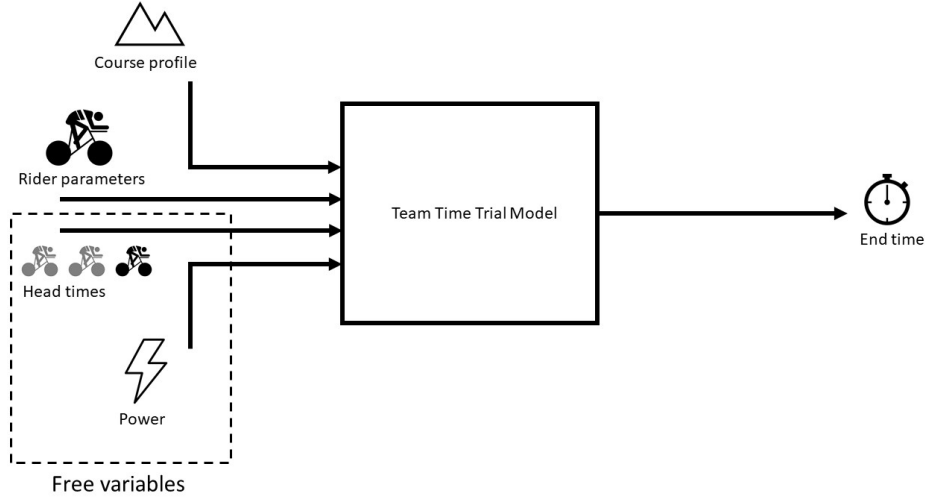 Course profile
Rider parameters
Team Time Trial Model
End time
Head times
Power
Free variables